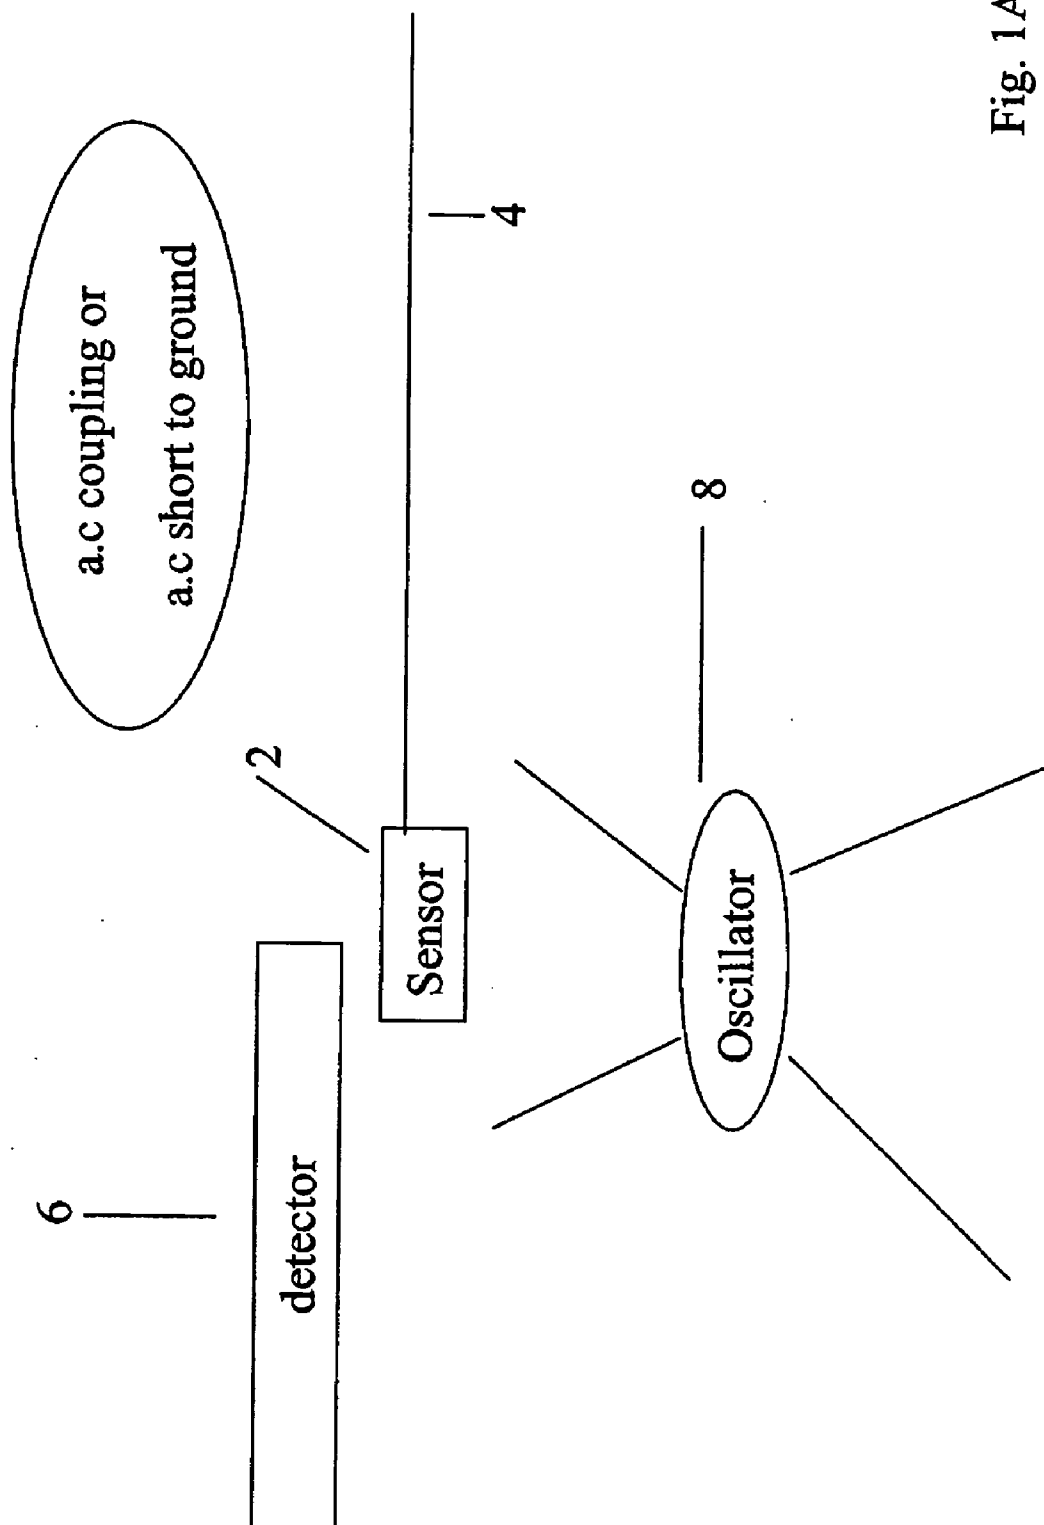 6
detector
2
Sensor
a.c coupling or
a.c short to ground
4
8
Oscillator
Fig. 1A